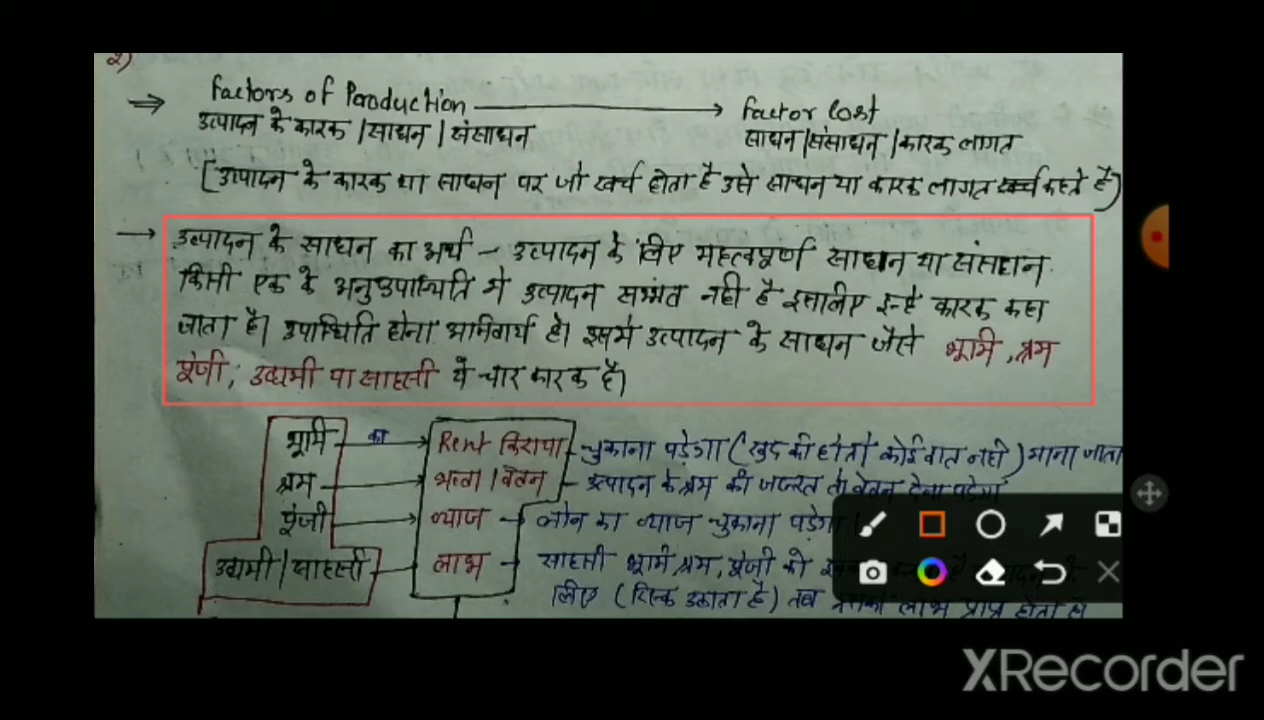 2)
⇒ Factors of Production → factor cost
उत्पादन के कारक | साधन | संसाधन साधन | संसाधन | कारक लागत
[उत्पादन के कारक या साधन पर जो खर्च होता है उसे साधन या कारक लागत खर्च कहते है)
→ उत्पादन के साधन का अर्थ - उत्पादन के लिए महत्वपूर्ण साधन या संसाधन
किसी एक के अनुउपास्थिति मे उत्पादन सम्भव नही है इसलिए इन्हे कारक कहा
जाता है। उपास्थिति होना अनिवार्य है। इसमे उत्पादन के साधन जैसे भूमि, श्रम
पूंजी, उद्यमी या साहसी ये चार कारक है।
भूमि का → Rent किराया - चुकाना पड़ेगा (खुद की हो तो कोई बात नही) माना जाता
श्रम → भत्ता | वेतन - उत्पादन के श्रम की जरुरत तो वेतन देना पड़ेगा
पूंजी → ब्याज → लोन का ब्याज चुकाना पड़ेगा।
उद्यमी | साहसी → लाभ → साहसी भूमि, श्रम, पूंजी को
लिए (रिस्क उठाता है) तब लाभ प्राप्त होता है
XRecorder